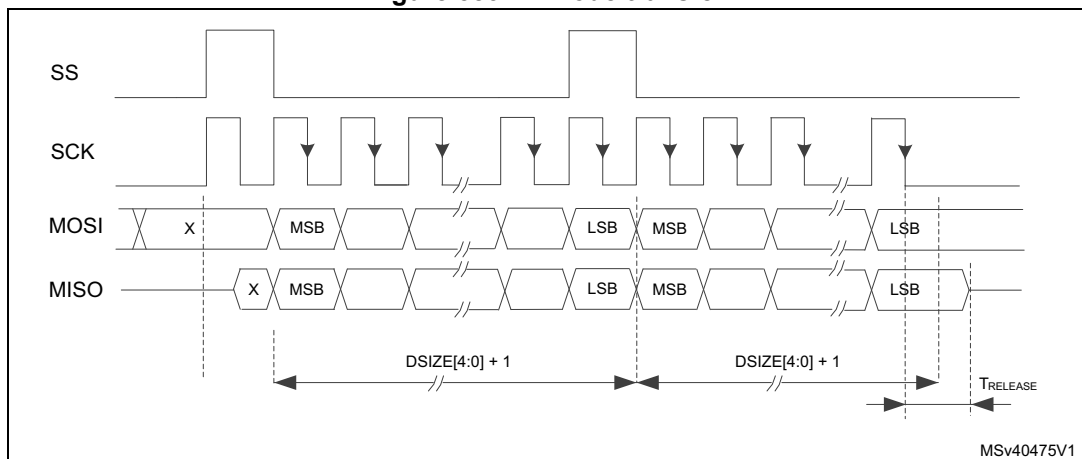 SS
SCK
MOSI X MSB LSB MSB LSB
MISO X MSB LSB MSB LSB
DSIZE[4:0] + 1 DSIZE[4:0] + 1
TRELEASE
MSv40475V1